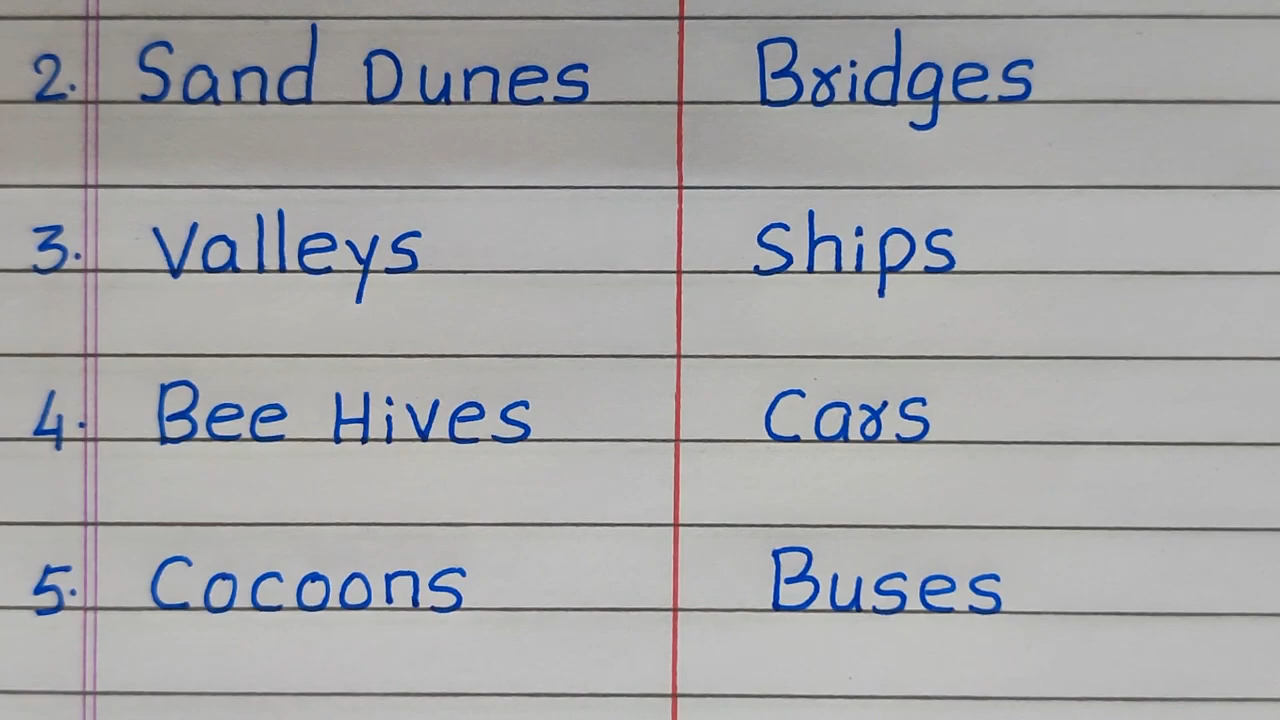 2. Sand Dunes Bridges
3. Valleys Ships
4. Bee Hives Cars
5. Cocoons Buses